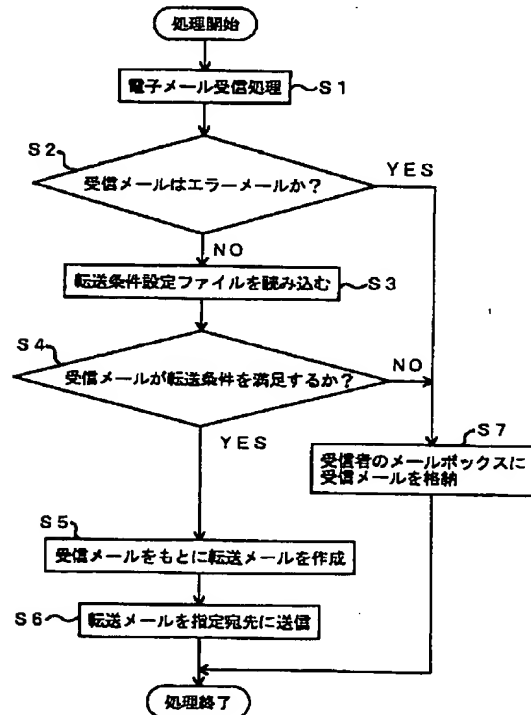 処理開始
電子メール受信処理
S1
S2
受信メールはエラーメールか？
YES
NO
転送条件設定ファイルを読み込む
S3
S4
受信メールが転送条件を満足するか？
NO
YES
S7
受信者のメールボックスに
受信メールを格納
S5
受信メールをもとに転送メールを作成
S6
転送メールを指定宛先に送信
処理終了